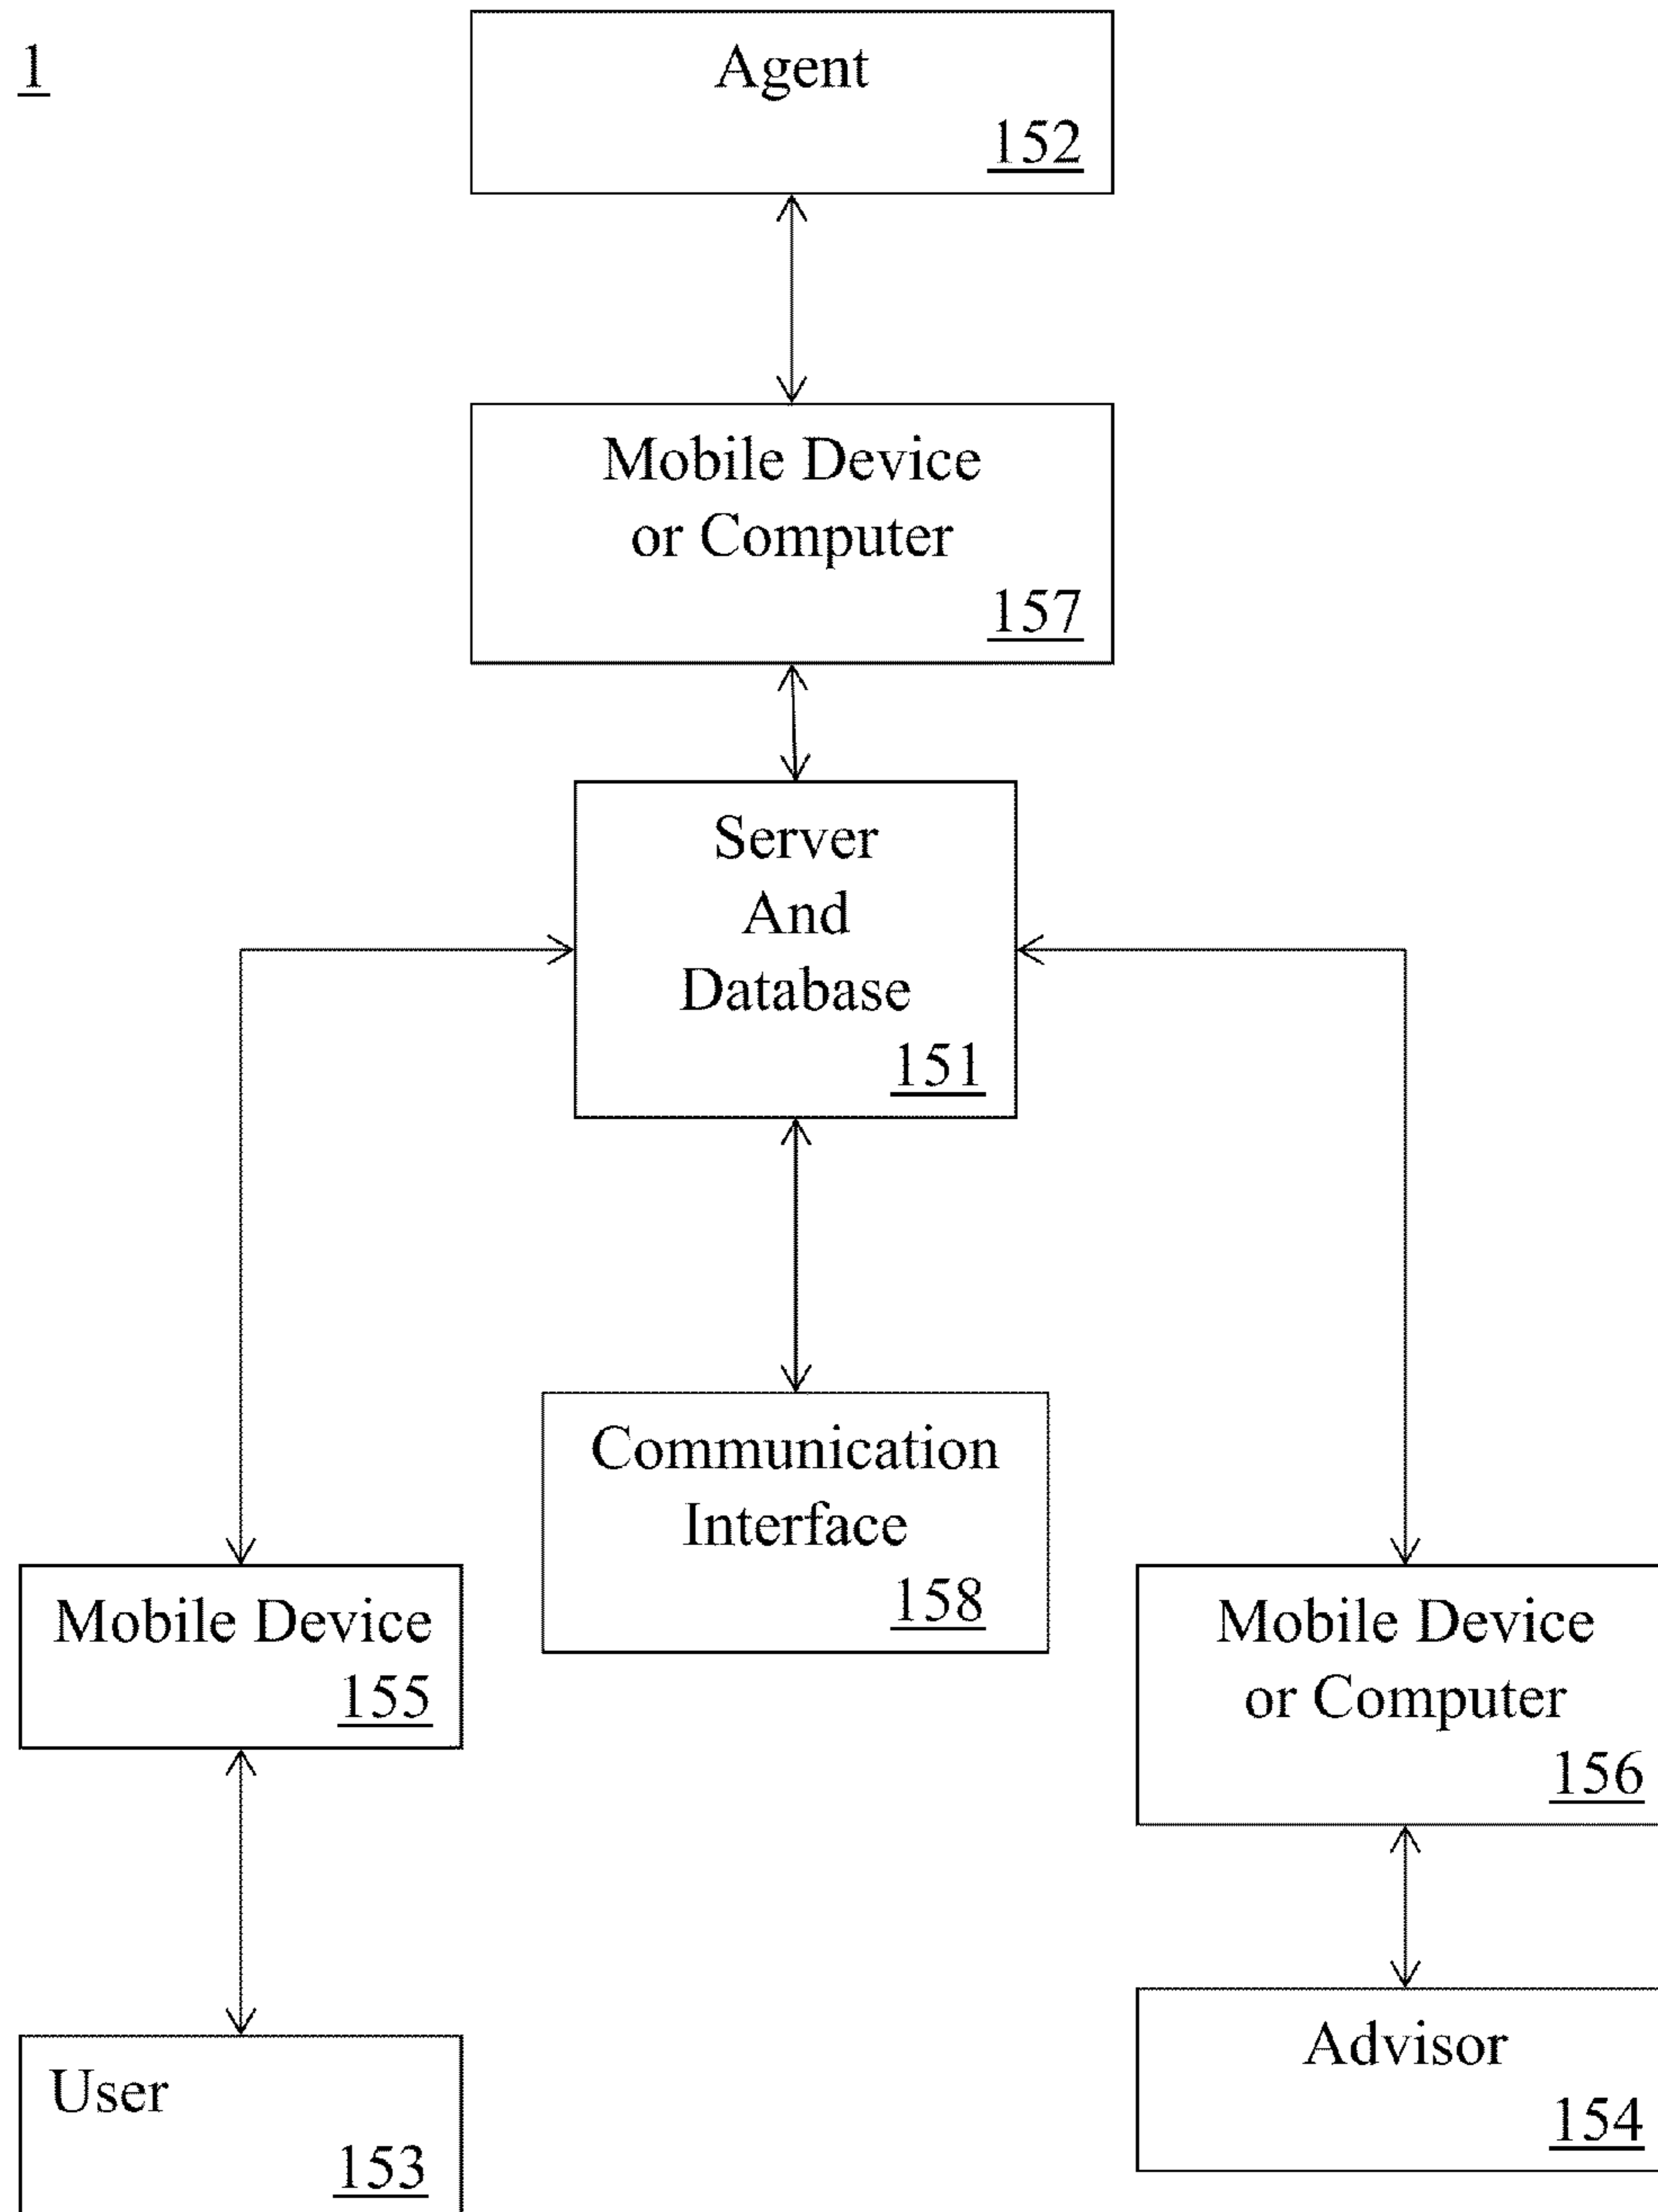 1
Agent
152
Mobile Device
or Computer
157
Server
And
Database
151
Communication
Interface
158
Mobile Device
155
Mobile Device
or Computer
156
User
153
Advisor
154